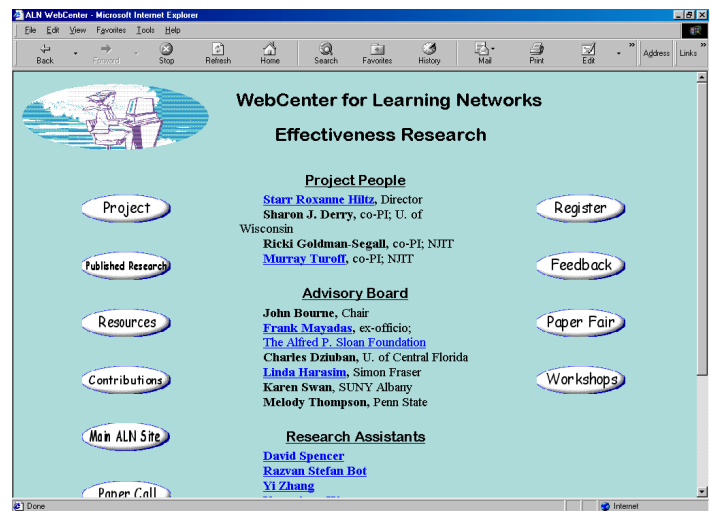 ALN WebCenter - Microsoft Internet Explorer
File Edit View Favorites Tools Help
Back Forward Stop Refresh Home Search Favorites History Mail Print Edit » Address Links »
WebCenter for Learning Networks
Effectiveness Research
Project People
Starr Roxanne Hiltz, Director
Sharon J. Derry, co-PI; U. of
Wisconsin
Ricki Goldman-Segall, co-PI; NJIT
Murray Turoff, co-PI; NJIT
Advisory Board
John Bourne, Chair
Frank Mayadas, ex-officio;
The Alfred P. Sloan Foundation
Charles Dziuban, U. of Central Florida
Linda Harasim, Simon Fraser
Karen Swan, SUNY Albany
Melody Thompson, Penn State
Research Assistants
David Spencer
Razvan Stefan Bot
Yi Zhang
Project
Published Research
Resources
Contributions
Main ALN Site
Paper Call
Register
Feedback
Paper Fair
Workshops
Done
Internet